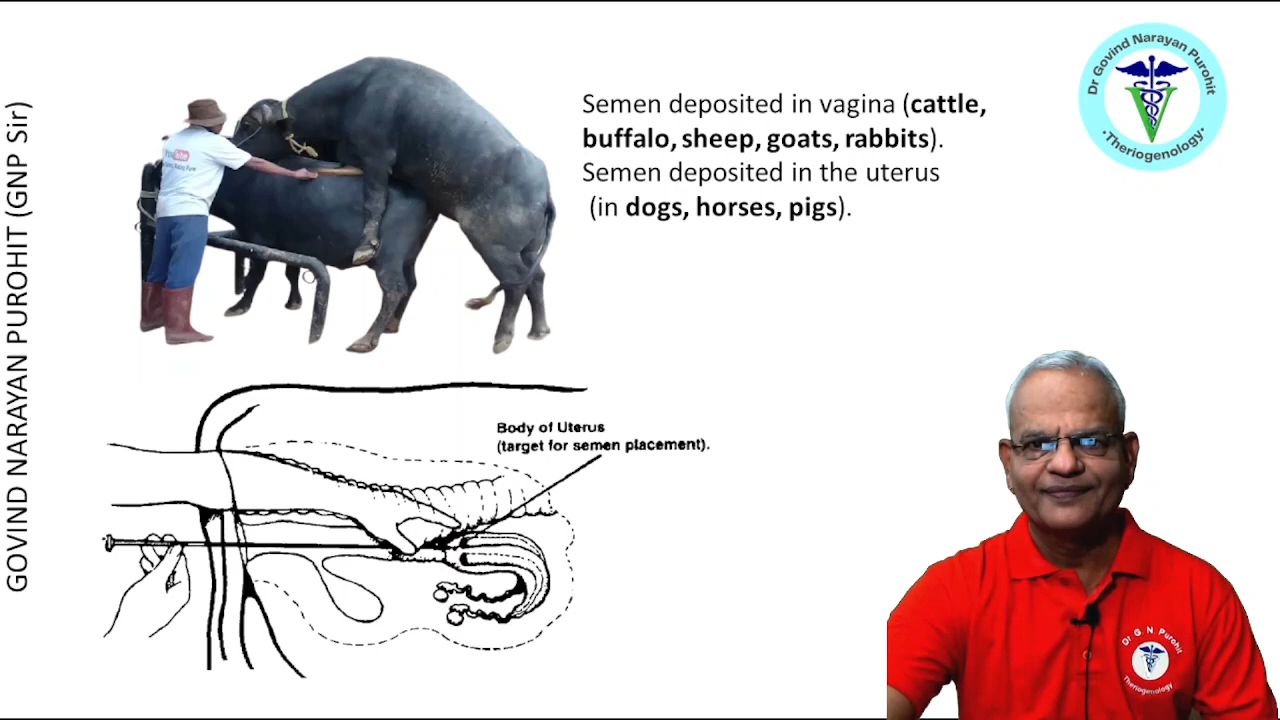 GOVIND NARAYAN PUROHIT (GNP Sir)
Semen deposited in vagina (cattle,
buffalo, sheep, goats, rabbits).
Semen deposited in the uterus
(in dogs, horses, pigs).
Dr Govind Narayan Purohit
• Theriogenology •
Body of Uterus
(target for semen placement).
Dr G. N Purohit
Theriogenology